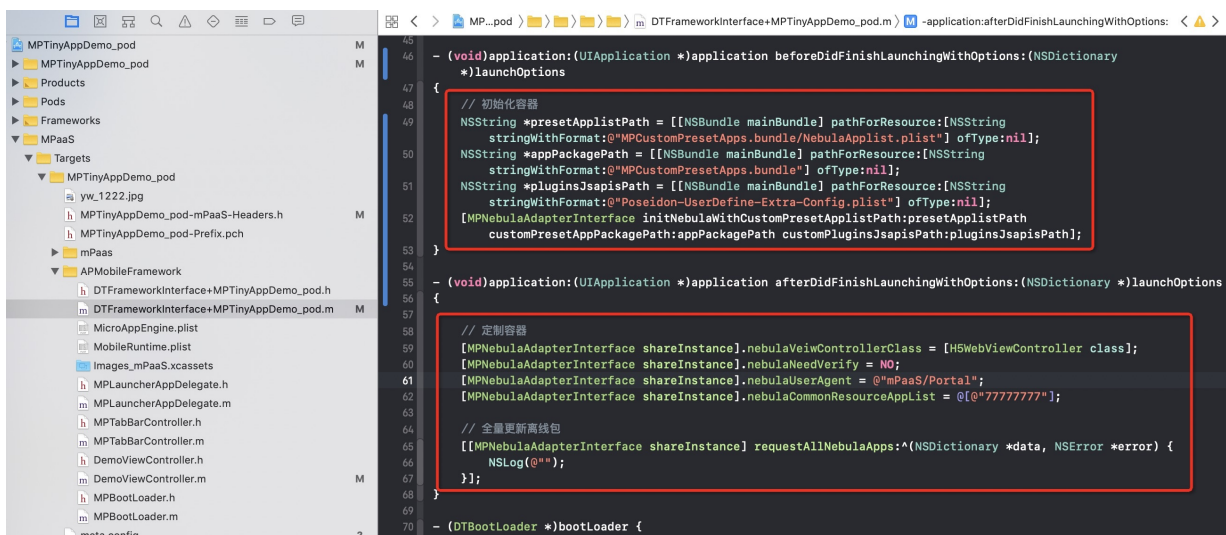 MP...pod 〉 〉 〉 〉 〉 DTFrameworkInterface+MPTinyAppDemo_pod.m 〉 M -application:afterDidFinishLaunchingWithOptions:
MPTinyAppDemo_pod M
MPTinyAppDemo_pod M
Products
Pods
Frameworks
MPaaS
Targets
MPTinyAppDemo_pod
yw_1222.jpg
h MPTinyAppDemo_pod-mPaaS-Headers.h M
h MPTinyAppDemo_pod-Prefix.pch
mPaas
APMobileFramework
h DTFrameworkInterface+MPTinyAppDemo_pod.h
m DTFrameworkInterface+MPTinyAppDemo_pod.m M
MicroAppEngine.plist
MobileRuntime.plist
Images_mPaaS.xcassets
h MPLauncherAppDelegate.h
m MPLauncherAppDelegate.m
h MPTabBarController.h
m MPTabBarController.m
h DemoViewController.h
m DemoViewController.m M
h MPBootLoader.h
m MPBootLoader.m
meta.config ?
45
46 - (void)application:(UIApplication *)application beforeDidFinishLaunchingWithOptions:(NSDictionary
*)launchOptions
47 {
48 // 初始化容器
49 NSString *presetApplistPath = [[NSBundle mainBundle] pathForResource:[NSString
stringWithFormat:@"MPCustomPresetApps.bundle/NebulaApplist.plist"] ofType:nil];
50 NSString *appPackagePath = [[NSBundle mainBundle] pathForResource:[NSString
stringWithFormat:@"MPCustomPresetApps.bundle"] ofType:nil];
51 NSString *pluginsJsapisPath = [[NSBundle mainBundle] pathForResource:[NSString
stringWithFormat:@"Poseidon-UserDefine-Extra-Config.plist"] ofType:nil];
52 [MPNebulaAdapterInterface initNebulaWithCustomPresetApplistPath:presetApplistPath
customPresetAppPackagePath:appPackagePath customPluginsJsapisPath:pluginsJsapisPath];
53 }
54
55 - (void)application:(UIApplication *)application afterDidFinishLaunchingWithOptions:(NSDictionary *)launchOptions
56 {
57
58 // 定制容器
59 [MPNebulaAdapterInterface shareInstance].nebulaVeiwControllerClass = [H5WebViewController class];
60 [MPNebulaAdapterInterface shareInstance].nebulaNeedVerify = NO;
61 [MPNebulaAdapterInterface shareInstance].nebulaUserAgent = @"mPaaS/Portal";
62 [MPNebulaAdapterInterface shareInstance].nebulaCommonResourceAppList = @[@"77777777"];
63
64 // 全量更新离线包
65 [[MPNebulaAdapterInterface shareInstance] requestAllNebulaApps:^(NSDictionary *data, NSError *error) {
66 NSLog(@"");
67 }];
68 }
69
70 - (DTBootLoader *)bootLoader {